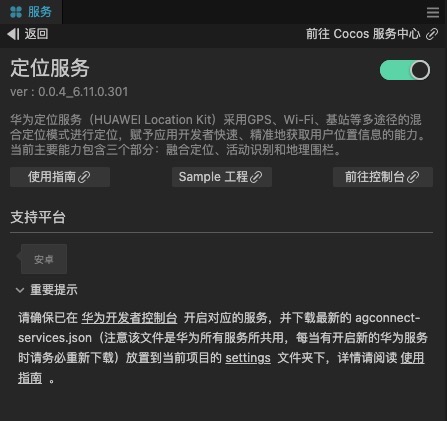 服务
返回
前往 Cocos 服务中心
定位服务
ver : 0.0.4_6.11.0.301
华为定位服务（HUAWEI Location Kit）采用GPS、Wi-Fi、基站等多途径的混
合定位模式进行定位，赋予应用开发者快速、精准地获取用户位置信息的能力。
当前主要能力包含三个部分：融合定位、活动识别和地理围栏。
使用指南
Sample 工程
前往控制台
支持平台
安卓
重要提示
请确保已在 华为开发者控制台 开启对应的服务，并下载最新的 agconnect-
services.json（注意该文件是华为所有服务所共用，每当有开启新的华为服务
时请务必重新下载）放置到当前项目的 settings 文件夹下，详情请阅读 使用
指南 。